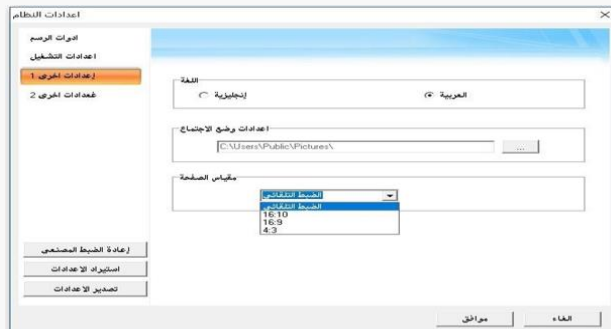 اعدادات النظام
ادوات الرسم
اعدادات التشغيل
إعدادات اخرى 1
غعدادات اخرى 2
اللغة
العربية
إنجليزية
اعدادات وضع الاجتماع
C:\Users\Public\Pictures\
...
مقياس الصفحة
الضبط التلقائي
الضبط التلقائي
16:10
16:9
4:3
إعادة الضبط المصنعي
استيراد الاعدادات
تصدير الاعدادات
موافق
الغاء